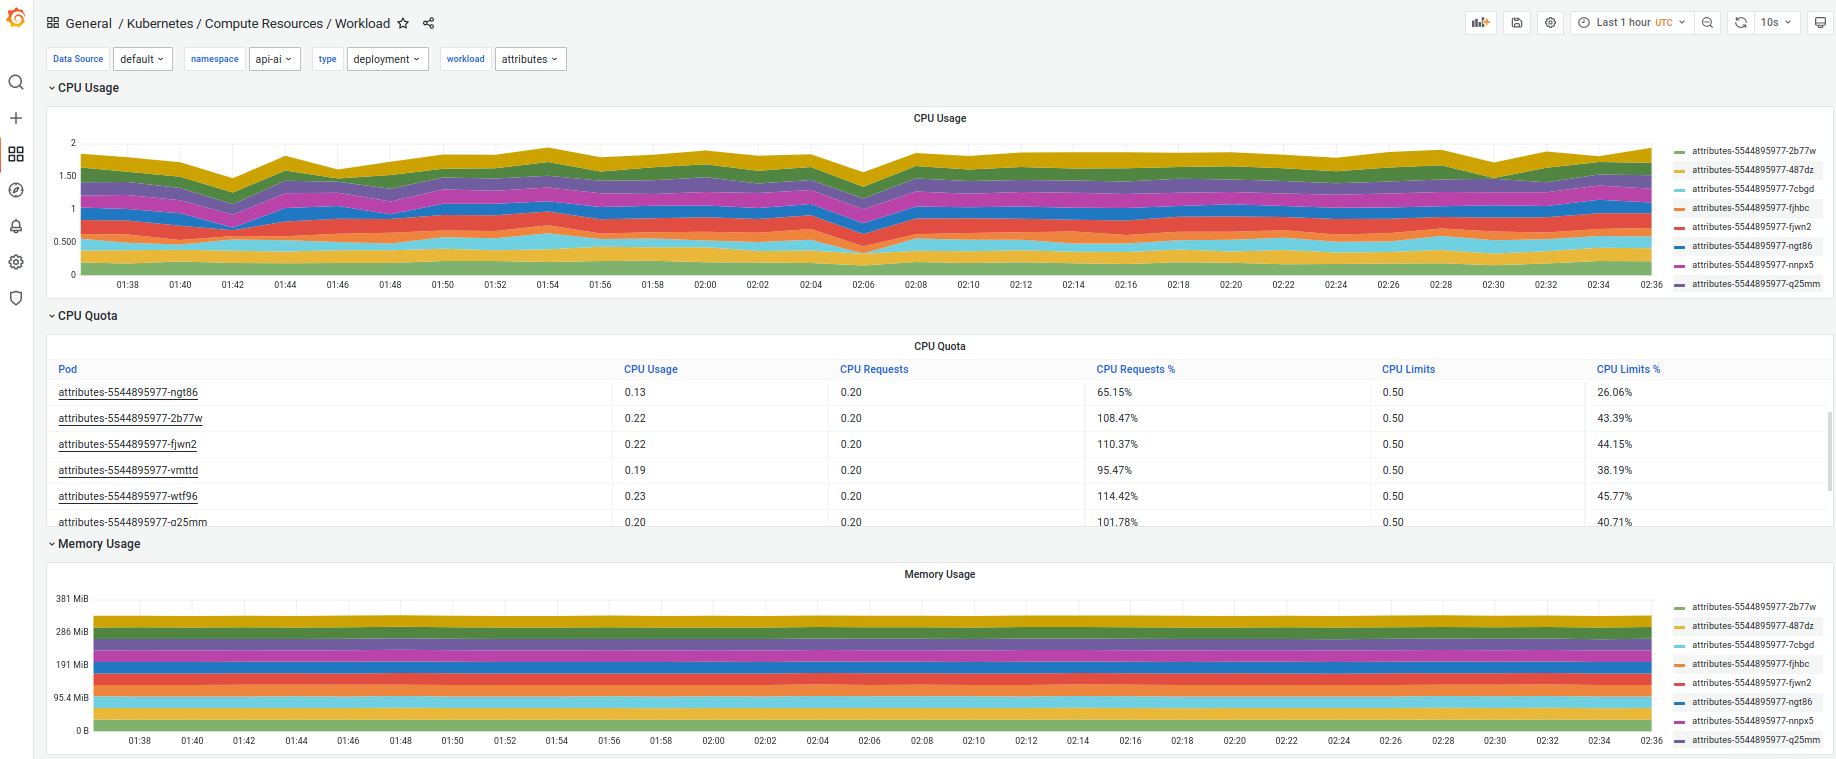 General / Kubernetes / Compute Resources / Workload
Last 1 hour UTC
10s
Data Source default namespace api-ai type deployment workload attributes
CPU Usage
CPU Usage
2
1.50
1
0.500
0
01:38 01:40 01:42 01:44 01:46 01:48 01:50 01:52 01:54 01:56 01:58 02:00 02:02 02:04 02:06 02:08 02:10 02:12 02:14 02:16 02:18 02:20 02:22 02:24 02:26 02:28 02:30 02:32 02:34 02:36
attributes-5544895977-2b77w
attributes-5544895977-487dz
attributes-5544895977-7cbgd
attributes-5544895977-fjhbc
attributes-5544895977-fjwn2
attributes-5544895977-ngt86
attributes-5544895977-nnpx5
attributes-5544895977-q25mm
CPU Quota
CPU Quota
Pod CPU Usage CPU Requests CPU Requests % CPU Limits CPU Limits %
attributes-5544895977-ngt86 0.13 0.20 65.15% 0.50 26.06%
attributes-5544895977-2b77w 0.22 0.20 108.47% 0.50 43.39%
attributes-5544895977-fjwn2 0.22 0.20 110.37% 0.50 44.15%
attributes-5544895977-vmttd 0.19 0.20 95.47% 0.50 38.19%
attributes-5544895977-wtf96 0.23 0.20 114.42% 0.50 45.77%
attributes-5544895977-q25mm 0.20 0.20 101.78% 0.50 40.71%
Memory Usage
Memory Usage
381 MiB
286 MiB
191 MiB
95.4 MiB
0 B
01:38 01:40 01:42 01:44 01:46 01:48 01:50 01:52 01:54 01:56 01:58 02:00 02:02 02:04 02:06 02:08 02:10 02:12 02:14 02:16 02:18 02:20 02:22 02:24 02:26 02:28 02:30 02:32 02:34 02:36
attributes-5544895977-2b77w
attributes-5544895977-487dz
attributes-5544895977-7cbgd
attributes-5544895977-fjhbc
attributes-5544895977-fjwn2
attributes-5544895977-ngt86
attributes-5544895977-nnpx5
attributes-5544895977-q25mm